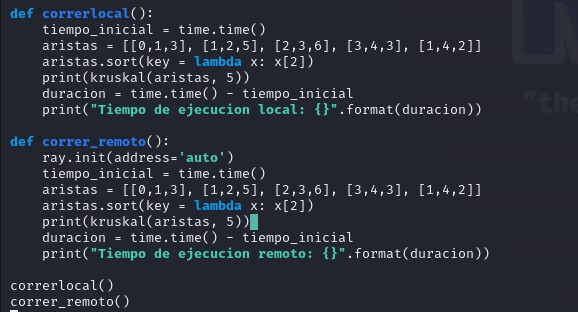 def correrlocal():
    tiempo_inicial = time.time()
    aristas = [[0,1,3], [1,2,5], [2,3,6], [3,4,3], [1,4,2]]
    aristas.sort(key = lambda x: x[2])
    print(kruskal(aristas, 5))
    duracion = time.time() - tiempo_inicial
    print("Tiempo de ejecucion local: {}".format(duracion))

def correr_remoto():
    ray.init(address='auto')
    tiempo_inicial = time.time()
    aristas = [[0,1,3], [1,2,5], [2,3,6], [3,4,3], [1,4,2]]
    aristas.sort(key = lambda x: x[2])
    print(kruskal(aristas, 5))
    duracion = time.time() - tiempo_inicial
    print("Tiempo de ejecucion remoto: {}".format(duracion))

correrlocal()
correr_remoto()
"the